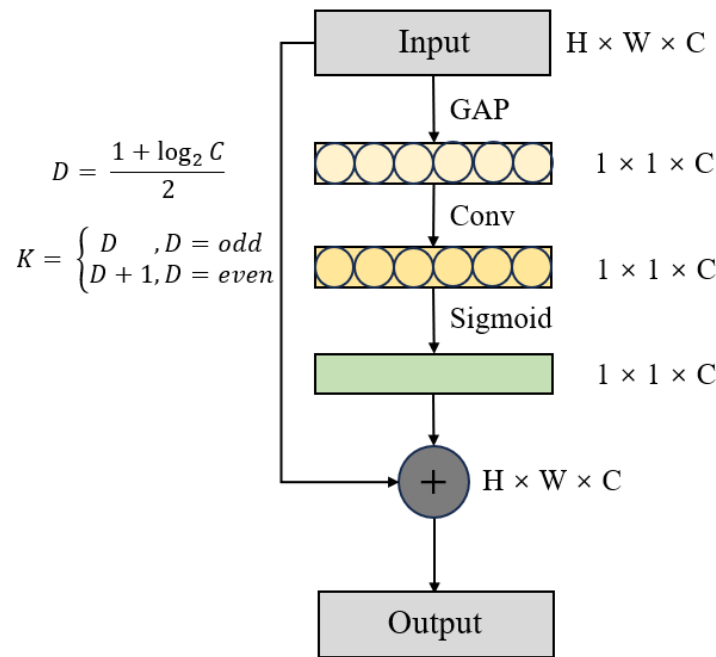 Input H × W × C
GAP
1 × 1 × C
D = (1 + log₂ C) / 2
Conv
K = { D , D = odd
D + 1, D = even
1 × 1 × C
Sigmoid
1 × 1 × C
+ H × W × C
Output